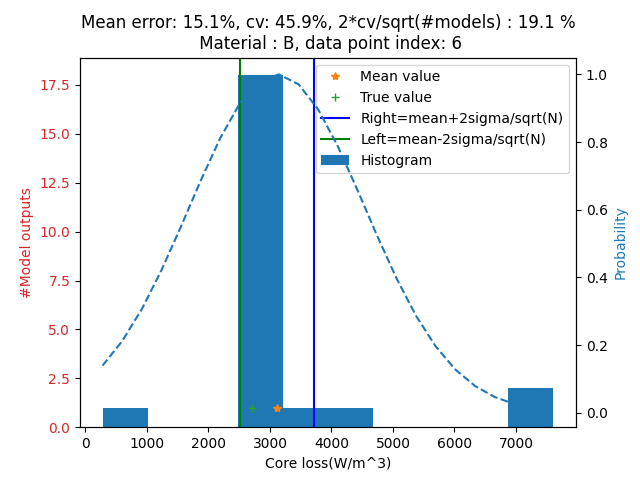 Mean error: 15.1%, cv: 45.9%, 2*cv/sqrt(#models) : 19.1 %
Material : B, data point index: 6
Mean value
True value
Right=mean+2sigma/sqrt(N)
Left=mean-2sigma/sqrt(N)
Histogram
#Model outputs
17.5
15.0
12.5
10.0
7.5
5.0
2.5
0.0
0 1000 2000 3000 4000 5000 6000 7000
Core loss(W/m^3)
1.0
0.8
0.6
0.4
0.2
0.0
Probability